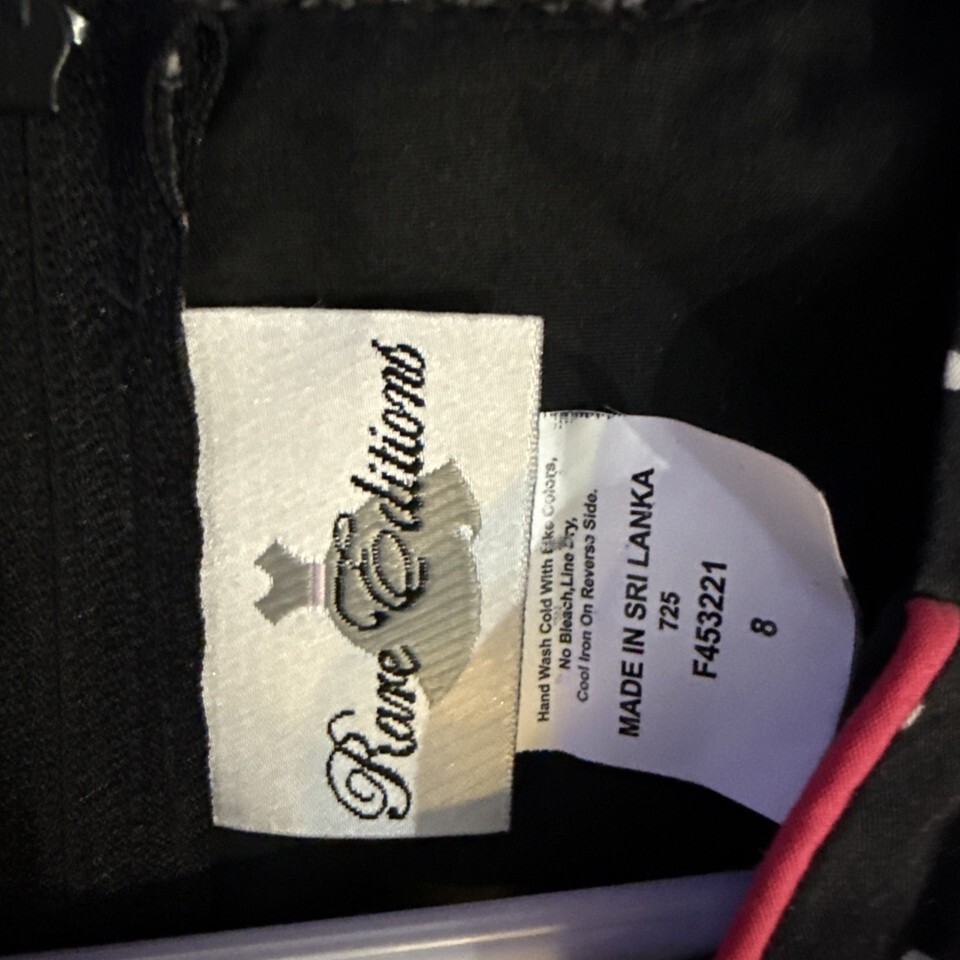 Rare Editions
Hand Wash Cold With Like Colors,
No Bleach,Line Dry,
Cool Iron On Reverse Side.
MADE IN SRI LANKA
725
F453221
8